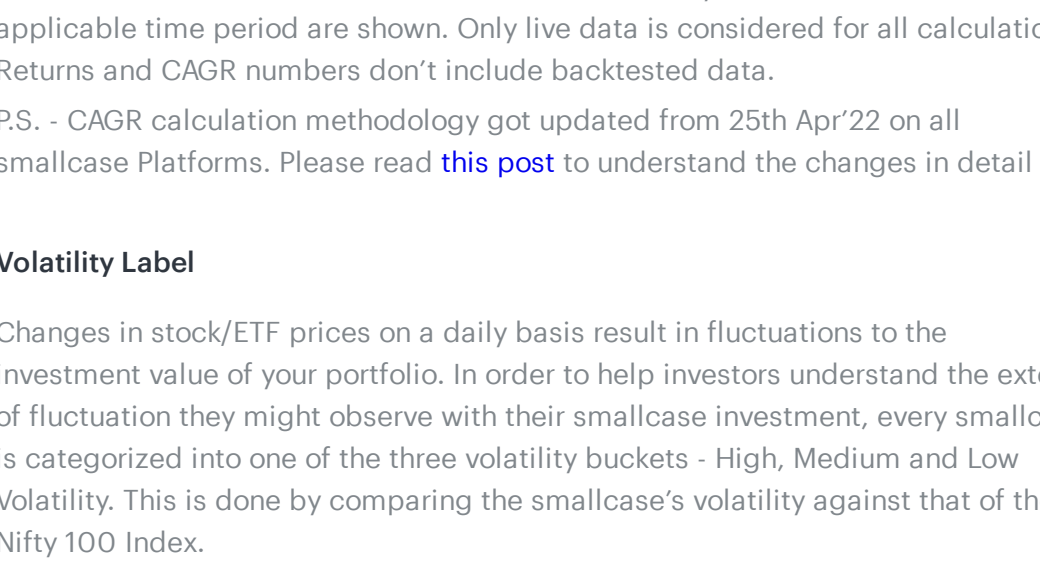 applicable time period are shown. Only live data is considered for all calculatio
Returns and CAGR numbers don’t include backtested data.
P.S. - CAGR calculation methodology got updated from 25th Apr’22 on all
smallcase Platforms. Please read this post to understand the changes in detail
Volatility Label
Changes in stock/ETF prices on a daily basis result in fluctuations to the
investment value of your portfolio. In order to help investors understand the exte
of fluctuation they might observe with their smallcase investment, every smallc
is categorized into one of the three volatility buckets - High, Medium and Low
Volatility. This is done by comparing the smallcase’s volatility against that of th
Nifty 100 Index.